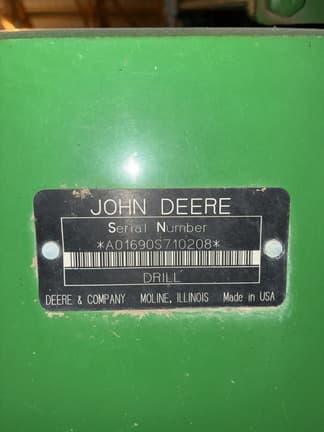 JOHN DEERE
Serial Number
*A01690S710208*
DRILL
DEERE & COMPANY MOLINE, ILLINOIS Made in USA